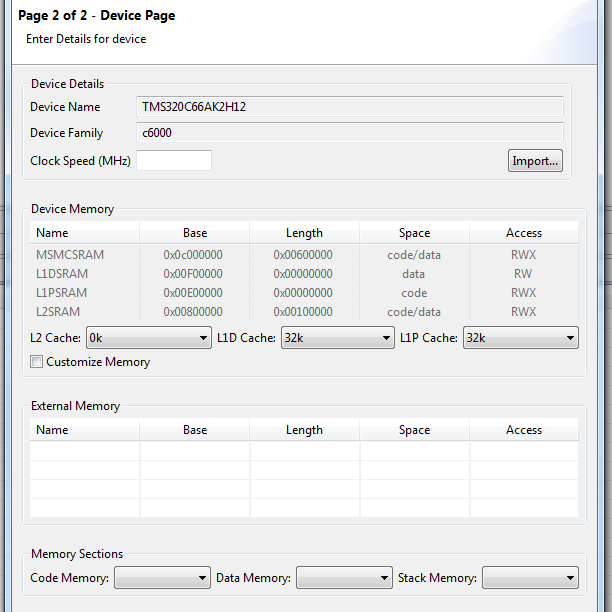 Page 2 of 2 - Device Page
Enter Details for device
Device Details
Device Name TMS320C66AK2H12
Device Family c6000
Clock Speed (MHz) Import...
Device Memory
Name Base Length Space Access
MSMCSRAM 0x0c000000 0x00600000 code/data RWX
L1DSRAM 0x00F00000 0x00000000 data RW
L1PSRAM 0x00E00000 0x00000000 code RWX
L2SRAM 0x00800000 0x00100000 code/data RWX
L2 Cache: 0k L1D Cache: 32k L1P Cache: 32k
Customize Memory
External Memory
Name Base Length Space Access
Memory Sections
Code Memory: Data Memory: Stack Memory: